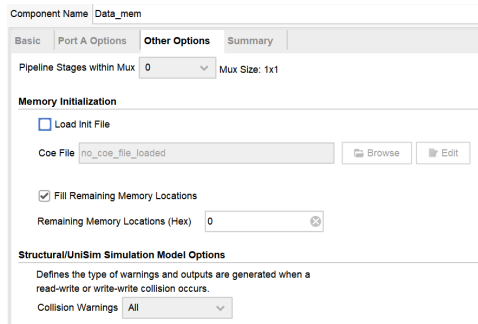 Component Name Data_mem
Basic Port A Options Other Options Summary
Pipeline Stages within Mux 0 Mux Size: 1x1
Memory Initialization
Load Init File
Coe File no_coe_file_loaded Browse Edit
Fill Remaining Memory Locations
Remaining Memory Locations (Hex) 0
Structural/UniSim Simulation Model Options
Defines the type of warnings and outputs are generated when a
read-write or write-write collision occurs.
Collision Warnings All